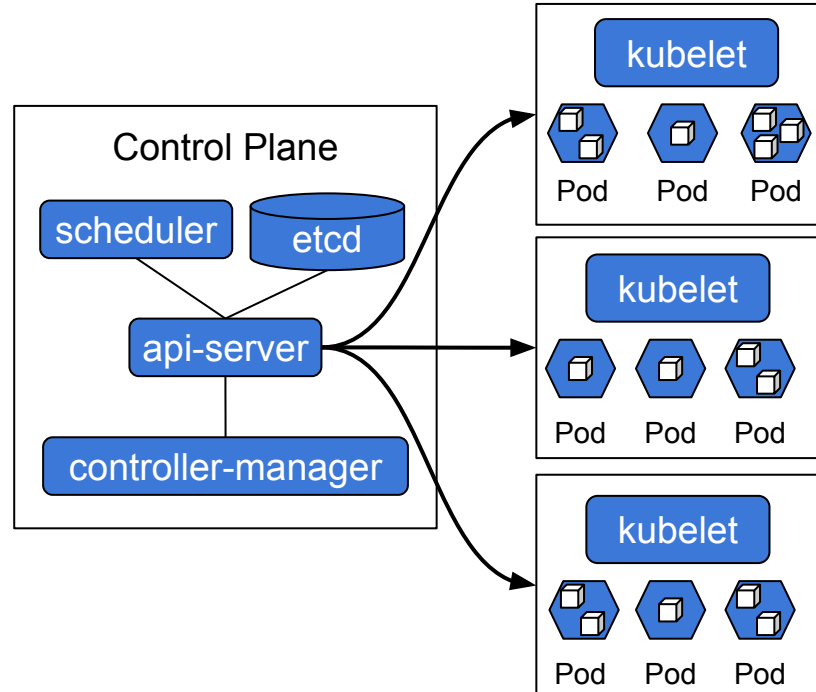 Control Plane
scheduler
etcd
api-server
controller-manager
kubelet
Pod
Pod
Pod
kubelet
Pod
Pod
Pod
kubelet
Pod
Pod
Pod